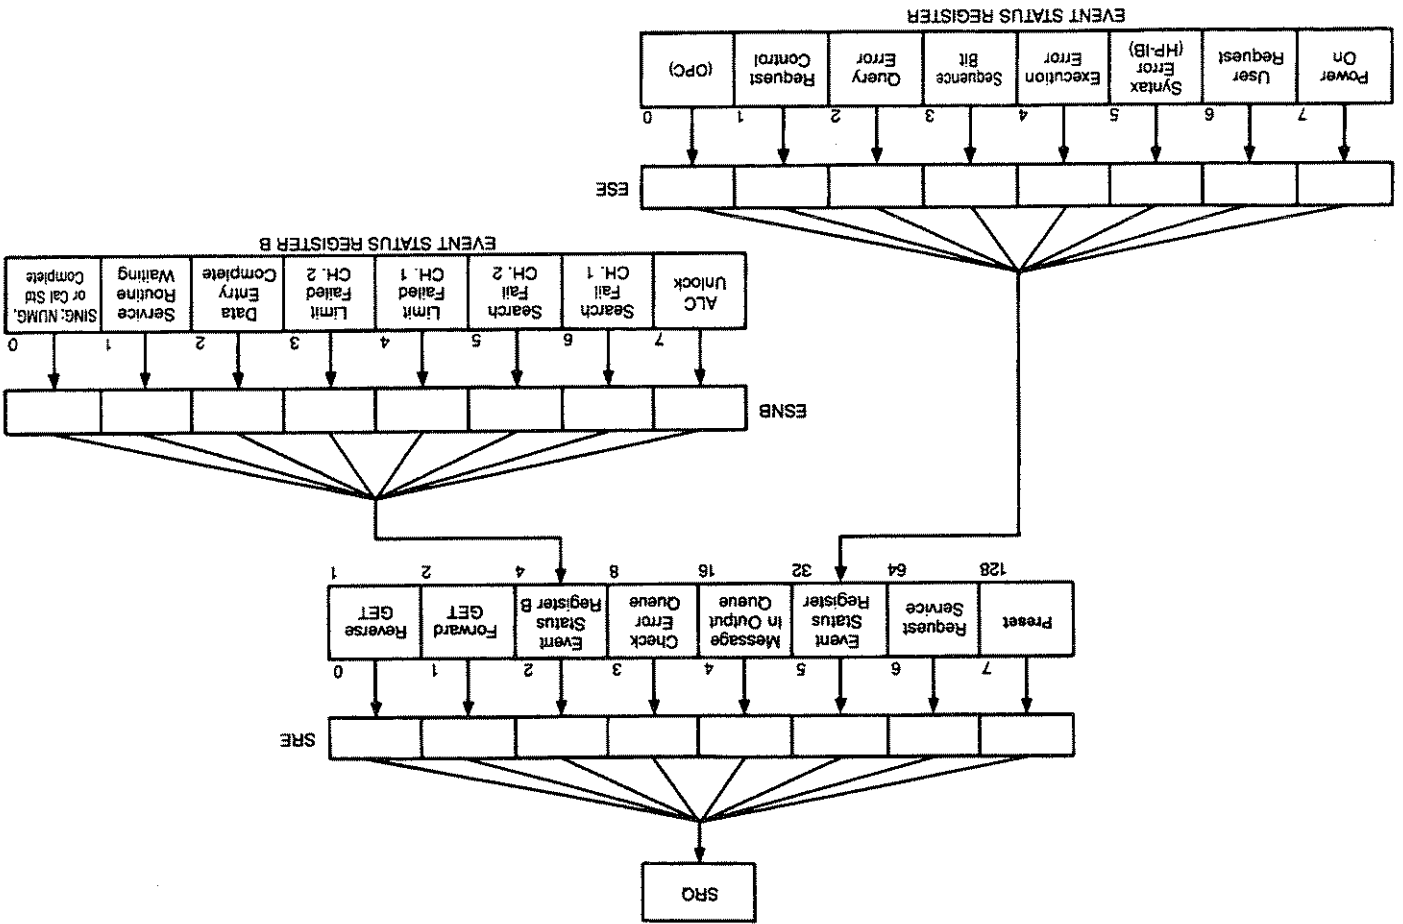 SRQ
SRE
7 6 5 4 3 2 1 0
Preset
Request
Service
Event
Status
Register
Message
in Output
Queue
Check
Error
Queue
Event
Status
Register B
Forward
GET
Reverse
GET
128 64 32 16 8 4 2 1
ESNB
7 6 5 4 3 2 1 0
ALC
Unlock
Search
Fail
CH. 1
Search
Fail
CH. 2
Limit
Failed
CH. 1
Limit
Failed
CH. 2
Data
Entry
Complete
Service
Routine
Waiting
SING; NUMG,
or Cal Std
Complete
EVENT STATUS REGISTER B
ESE
7 6 5 4 3 2 1 0
Power
On
User
Request
Syntax
Error
(HP-IB)
Execution
Error
Sequence
Bit
Query
Error
Request
Control
(OPC)
EVENT STATUS REGISTER